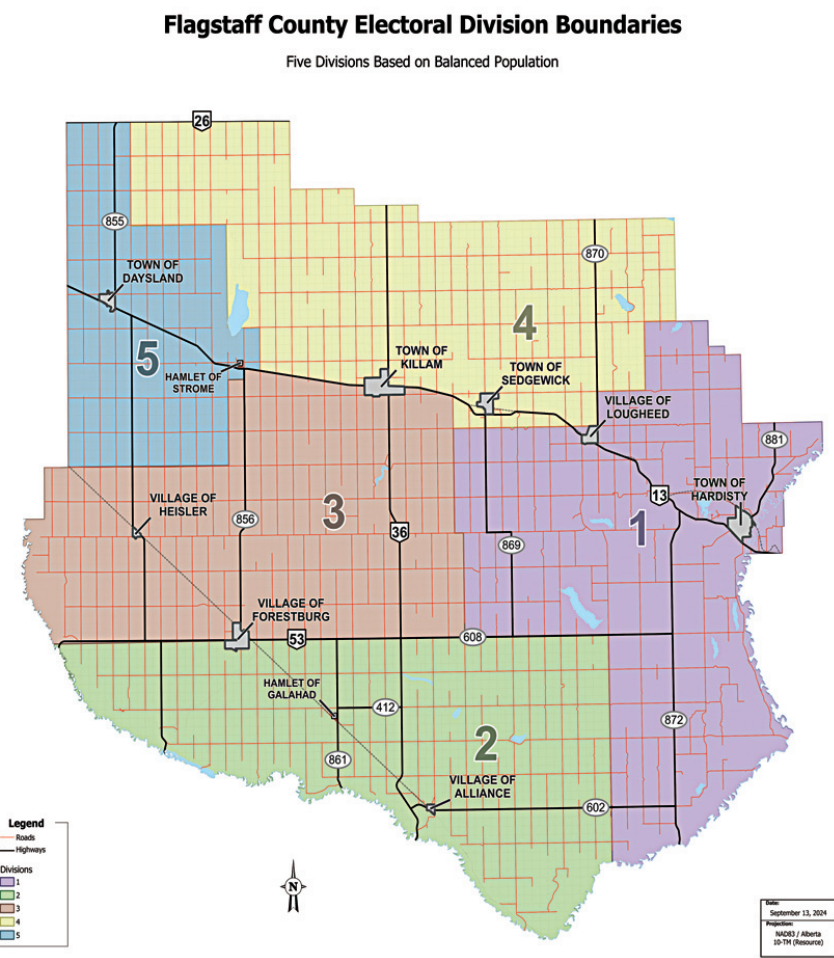 Flagstaff County Electoral Division Boundaries
Five Divisions Based on Balanced Population
26
855
870
TOWN OF
DAYSLAND
4
5
TOWN OF
KILLAM
HAMLET OF
STROME
TOWN OF
SEDGEWICK
VILLAGE OF
LOUGHEED
881
TOWN OF
HARDISTY
13
VILLAGE OF
HEISLER
856
3
36
1
869
VILLAGE OF
FORESTBURG
53
608
HAMLET OF
GALAHAD
412
872
2
861
VILLAGE OF
ALLIANCE
602
Legend
Roads
Highways
Divisions
1
2
3
4
5
N
Date:
September 13, 2024
Projection:
NAD83 / Alberta
10-TM (Resource)